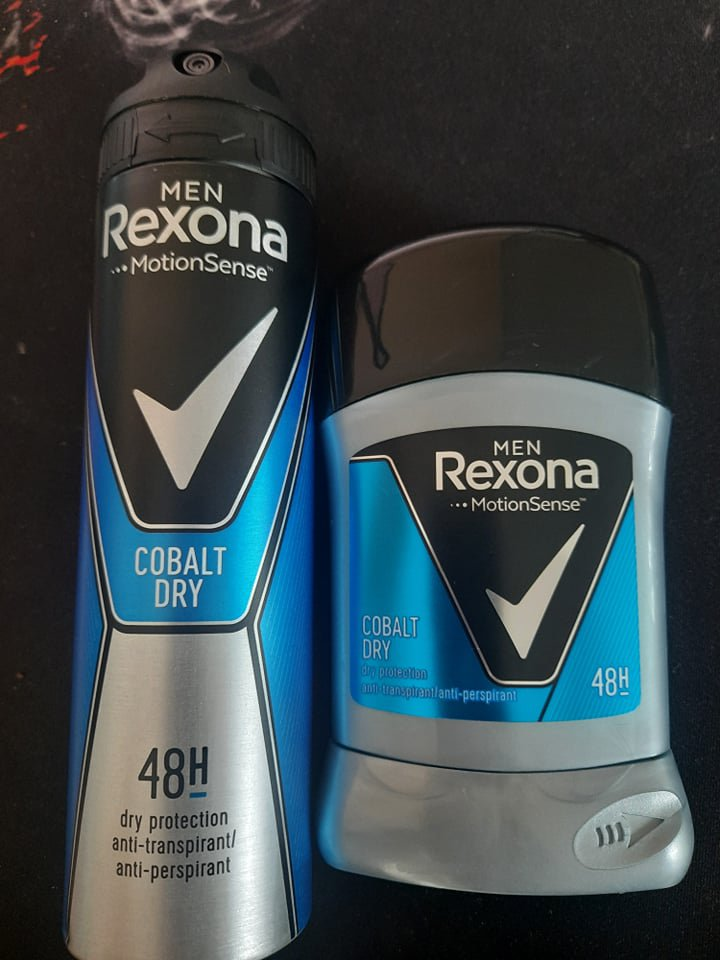 MEN
Rexona
MotionSense™
COBALT
DRY
48H
dry protection
anti-transpirant/
anti-perspirant
MEN
Rexona
MotionSense™
COBALT
DRY
dry protection
anti-transpirant/anti-perspirant
48H